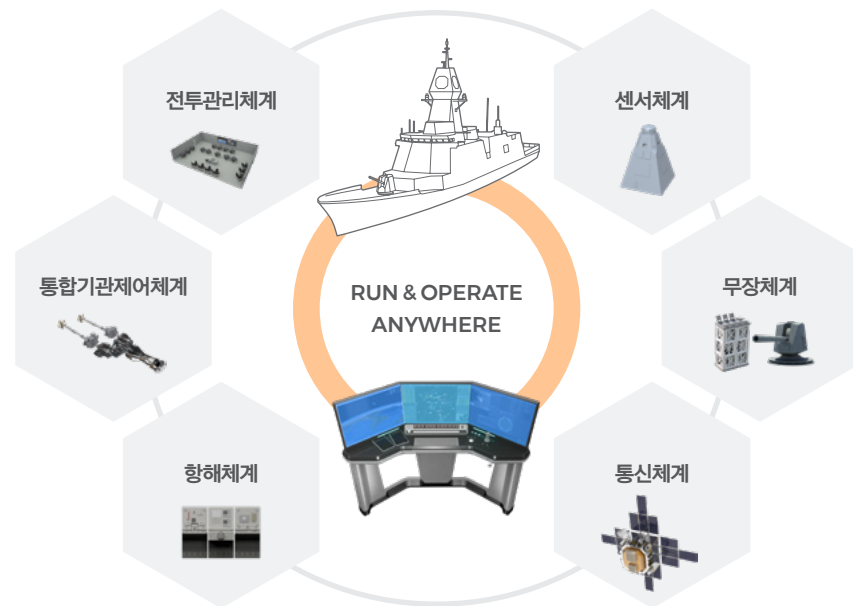 전투관리체계
센서체계
통합기관제어체계
RUN & OPERATE
ANYWHERE
무장체계
항해체계
통신체계